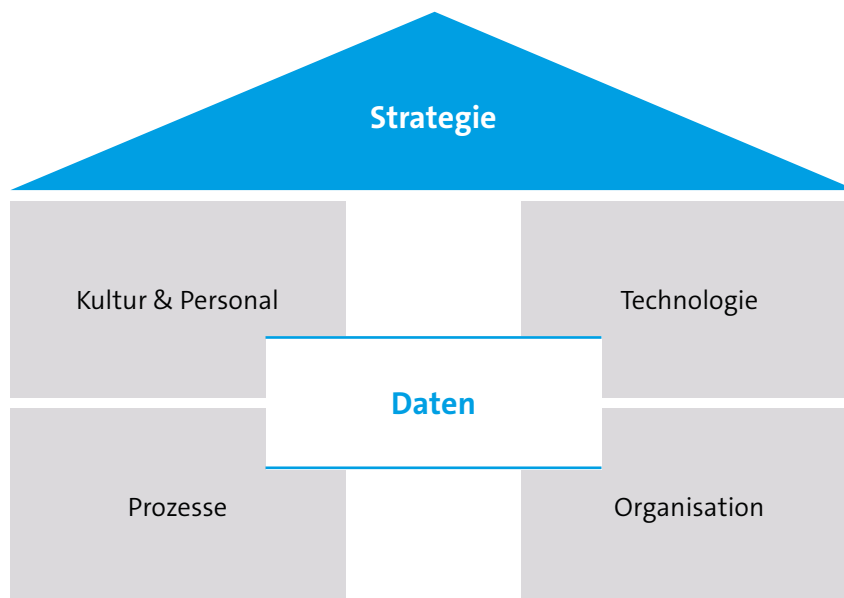 Strategie
Kultur & Personal
Technologie
Daten
Prozesse
Organisation